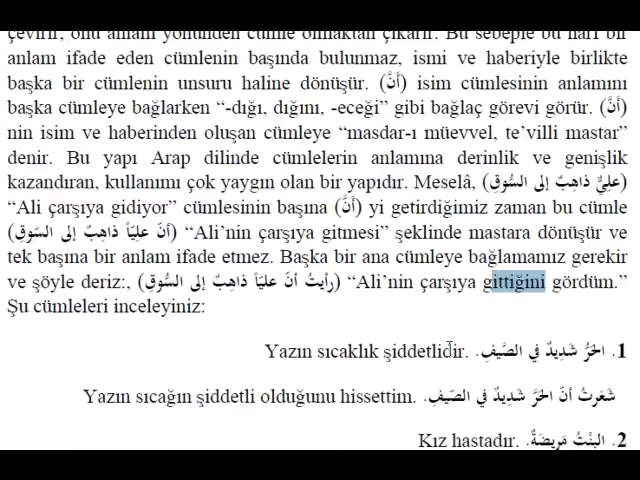 çevirir, onu anlam yönünden cümle olmaktan çıkarır. Bu sebeple bu harf bir
anlam ifade eden cümlenin başında bulunmaz, ismi ve haberiyle birlikte
başka bir cümlenin unsuru haline dönüşür. (أَنَّ) isim cümlesinin anlamını
başka cümleye bağlarken “-dığı, dığını, -eceği” gibi bağlaç görevi görür. (أَنَّ)
nin isim ve haberinden oluşan cümleye “masdar-ı müevvel, te’villi mastar”
denir. Bu yapı Arap dilinde cümlelerin anlamına derinlik ve genişlik
kazandıran, kullanımı çok yaygın olan bir yapıdır. Meselâ, (عليٌّ ذاهِبٌ إلى السُّوقِ)
“Ali çarşıya gidiyor” cümlesinin başına (أَنَّ) yi getirdiğimiz zaman bu cümle
(أنّ علِيّاً ذاهِبٌ إلى السَوقِ) “Ali’nin çarşıya gitmesi” şeklinde mastara dönüşür ve
tek başına bir anlam ifade etmez. Başka bir ana cümleye bağlamamız gerekir
ve şöyle deriz:, (رأيتُ أنّ عليّاً ذاهِبٌ إلى السُّوقِ) “Ali’nin çarşıya gittiğini gördüm.”
Şu cümleleri inceleyiniz:
1. الحَرُّ شَدِيدٌ في الصَّيفِ. Yazın sıcaklık şiddetlidir.
شَعَرتُ أنّ الحَرَّ شَدِيدٌ في الصّيفِ. Yazın sıcağın şiddetli olduğunu hissettim.
2. البِنْتُ مَرِيضَةٌ. Kız hastadır.